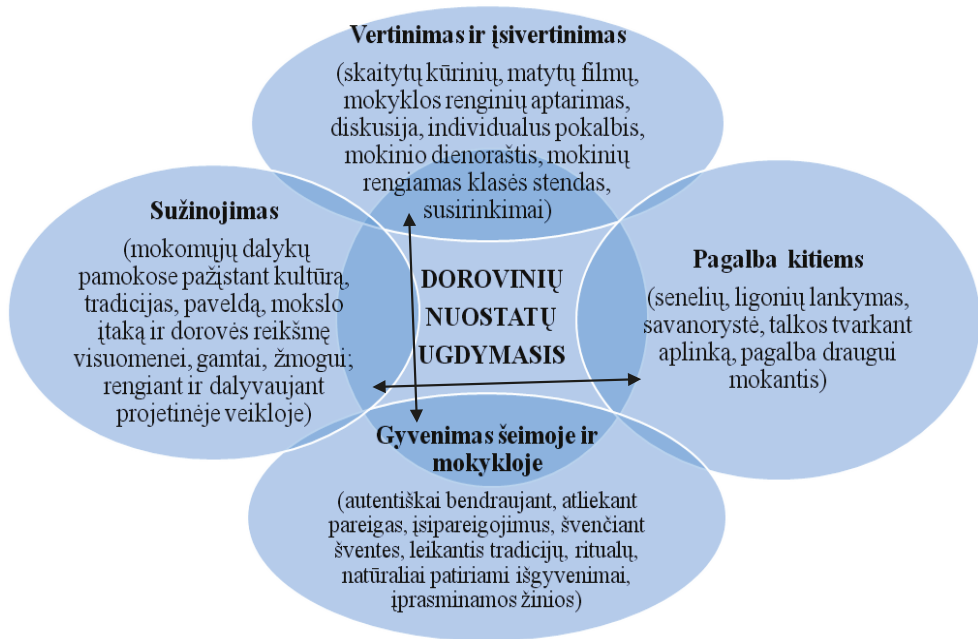 Vertinimas ir įsivertinimas
(skaitytų kūrinių, matytų filmų,
mokyklos renginių aptarimas,
diskusija, individualus pokalbis,
mokinio dienoraštis, mokinių
rengiamas klasės stendas,
susirinkimai)
Sužinojimas
(mokomųjų dalykų
pamokose pažįstant kultūrą,
tradicijas, paveldą, mokslo
įtaką ir dorovės reikšmę
visuomenei, gamtai, žmogui;
rengiant ir dalyvaujant
projetinėje veikloje)
DOROVINIŲ
NUOSTATŲ
UGDYMASIS
Pagalba kitiems
(senelių, ligonių lankymas,
savanorystė, talkos tvarkant
aplinką, pagalba draugui
mokantis)
Gyvenimas šeimoje ir
mokykloje
(autentiškai bendraujant, atliekant
pareigas, įsipareigojimus, švenčiant
šventes, leikantis tradicijų, ritualų,
natūraliai patiriami išgyvenimai,
įprasminamos žinios)